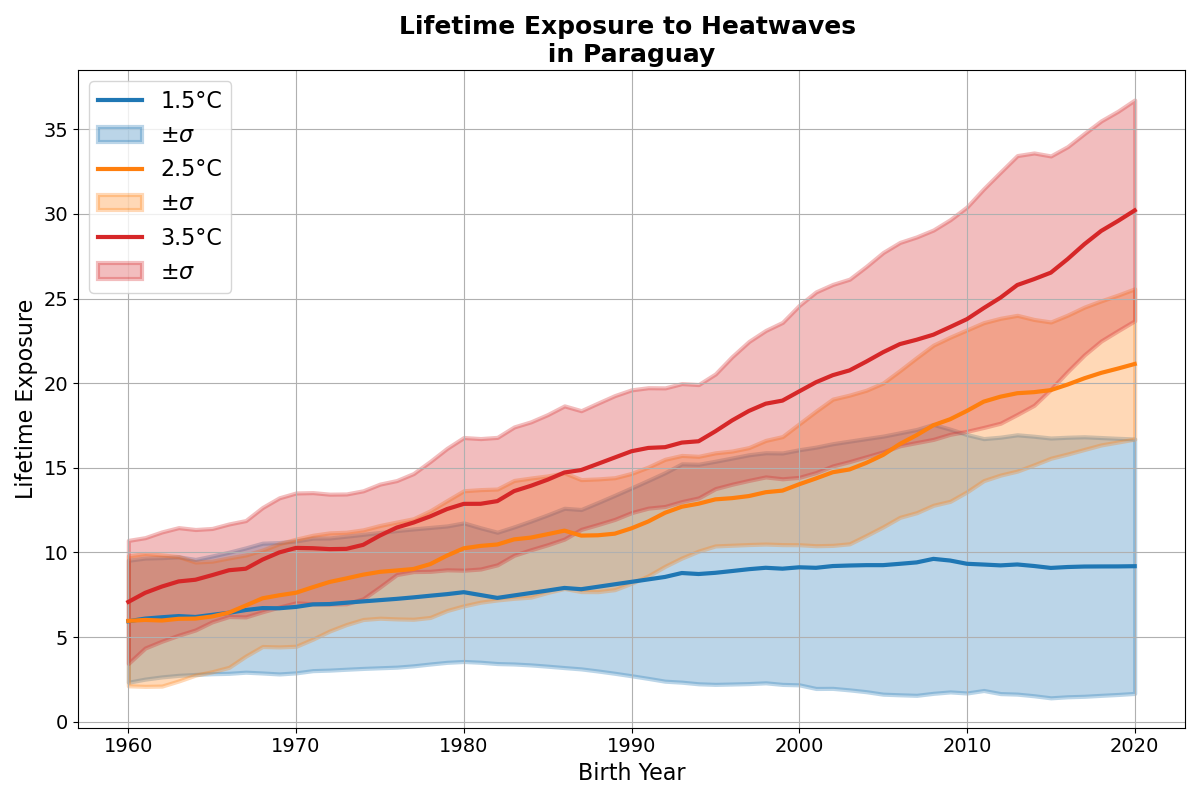 Lifetime Exposure to Heatwaves
in Paraguay
1.5°C
±σ
2.5°C
±σ
3.5°C
±σ
Lifetime Exposure
35
30
25
20
15
10
5
0
1960 1970 1980 1990 2000 2010 2020
Birth Year